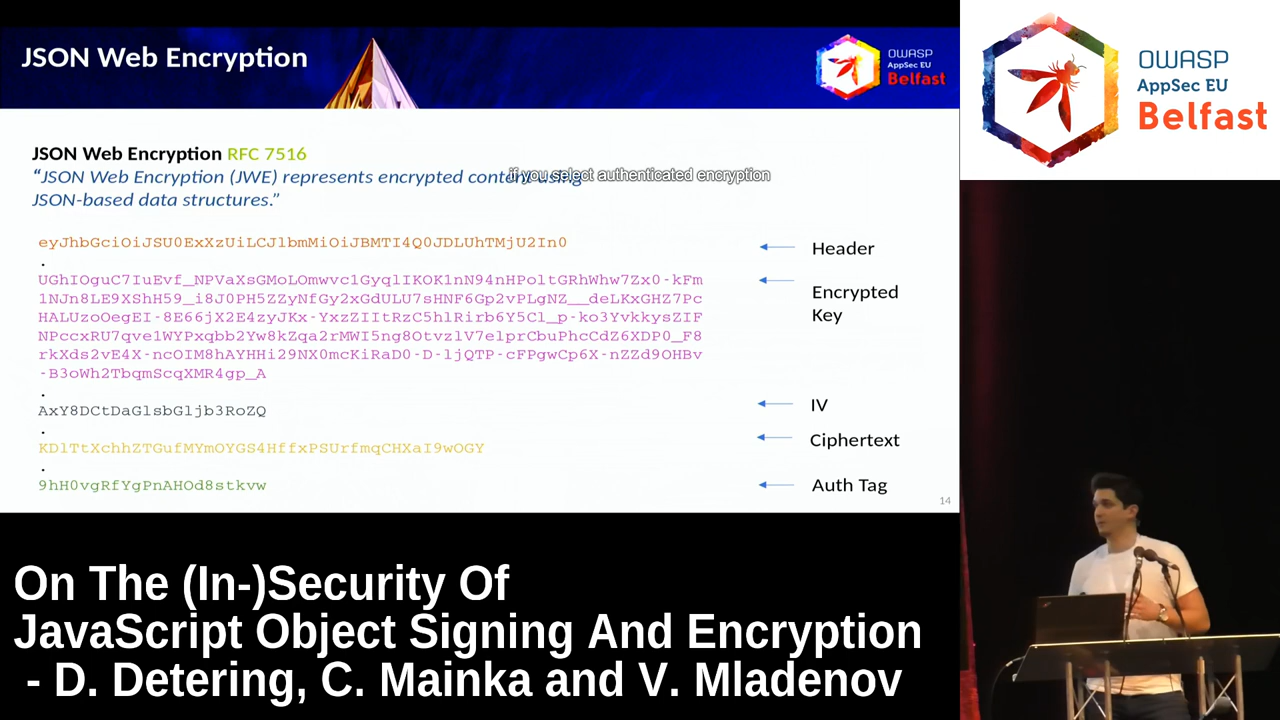 JSON Web Encryption
OWASP
AppSec EU
Belfast
OWASP
AppSec EU
Belfast
JSON Web Encryption RFC 7516
“JSON Web Encryption (JWE) represents encrypted content using
if you select authenticated encryption
JSON-based data structures.”
eyJhbGciOiJSU0ExXzUiLCJlbmMiOiJBMTI4Q0JDLUhTMjU2In0
Header
.
UGhIOguC7IuEvf_NPVaXsGMoLOmwvc1GyqlIKOK1nN94nHPoltGRhWhw7Zx0-kFm
1NJn8LE9XShH59_i8J0PH5ZZyNfGy2xGdULU7sHNF6Gp2vPLgNZ__deLKxGHZ7Pc
HALUzoOegEI-8E66jX2E4zyJKx-YxzZIItRzC5hlRirb6Y5Cl_p-ko3YvkkysZIF
NPccxRU7qve1WYPxqbb2Yw8kZqa2rMWI5ng8OtvzlV7elprCbuPhcCdZ6XDP0_F8
rkXds2vE4X-ncOIM8hAYHHi29NX0mcKiRaD0-D-ljQTP-cFPgwCp6X-nZZd9OHBv
-B3oWh2TbqmScqXMR4gp_A
Encrypted
Key
.
AxY8DCtDaGlsbGljb3RoZQ
IV
.
KDlTtXchhZTGufMYmOYGS4HffxPSUrfmqCHXaI9wOGY
Ciphertext
.
9hH0vgRfYgPnAHOd8stkvw
Auth Tag
14
On The (In-)Security Of
JavaScript Object Signing And Encryption
- D. Detering, C. Mainka and V. Mladenov